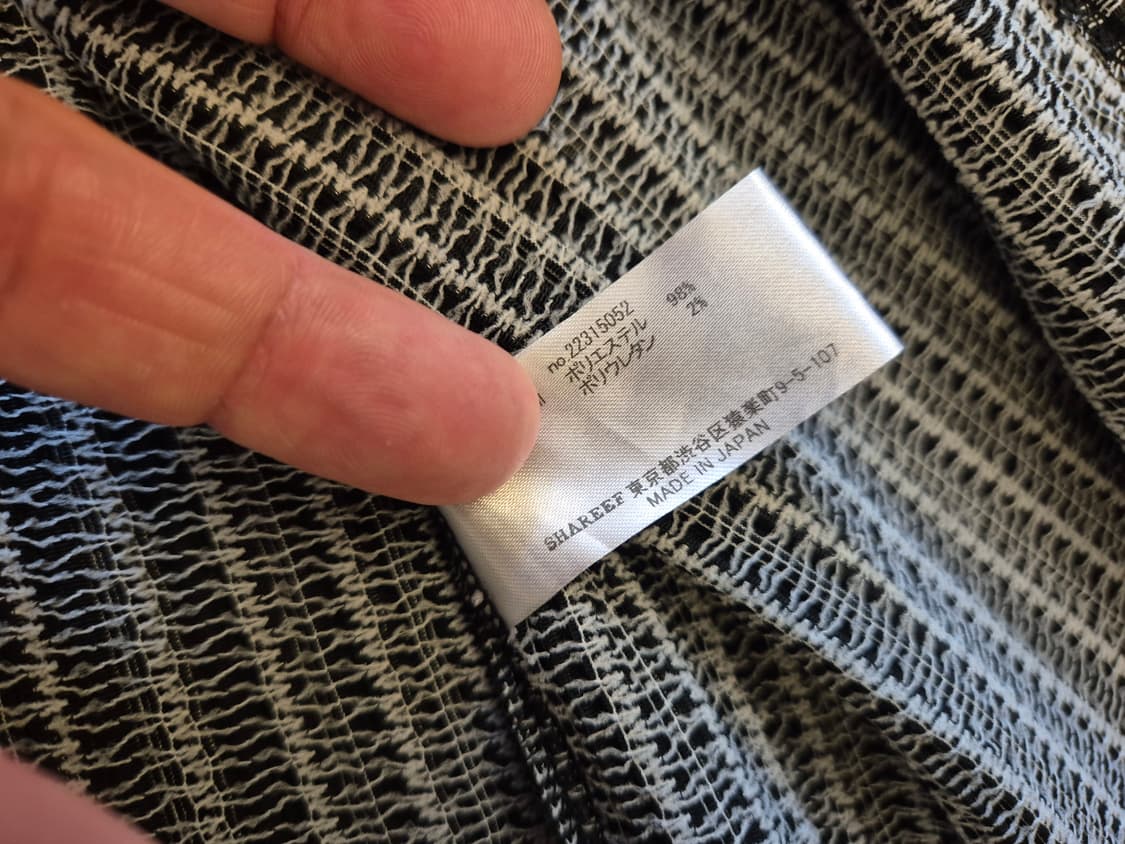 no.22315052
ポリエステル 98%
ポリウレタン 2%
SHAREEF 東京都渋谷区猿楽町9-5-107
MADE IN JAPAN